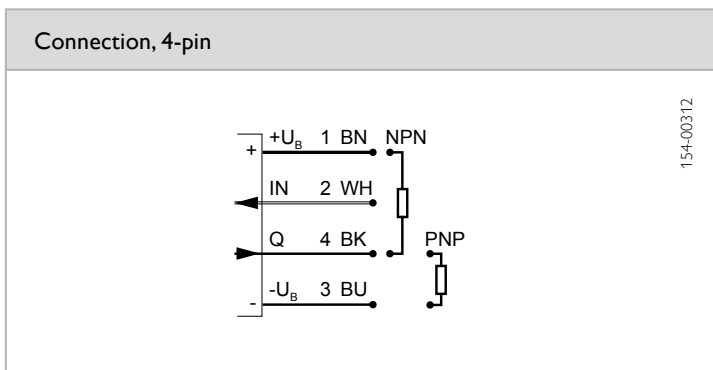 Connection, 4-pin
154-00312
+ +U_B 1 BN NPN
IN 2 WH
Q 4 BK PNP
- -U_B 3 BU